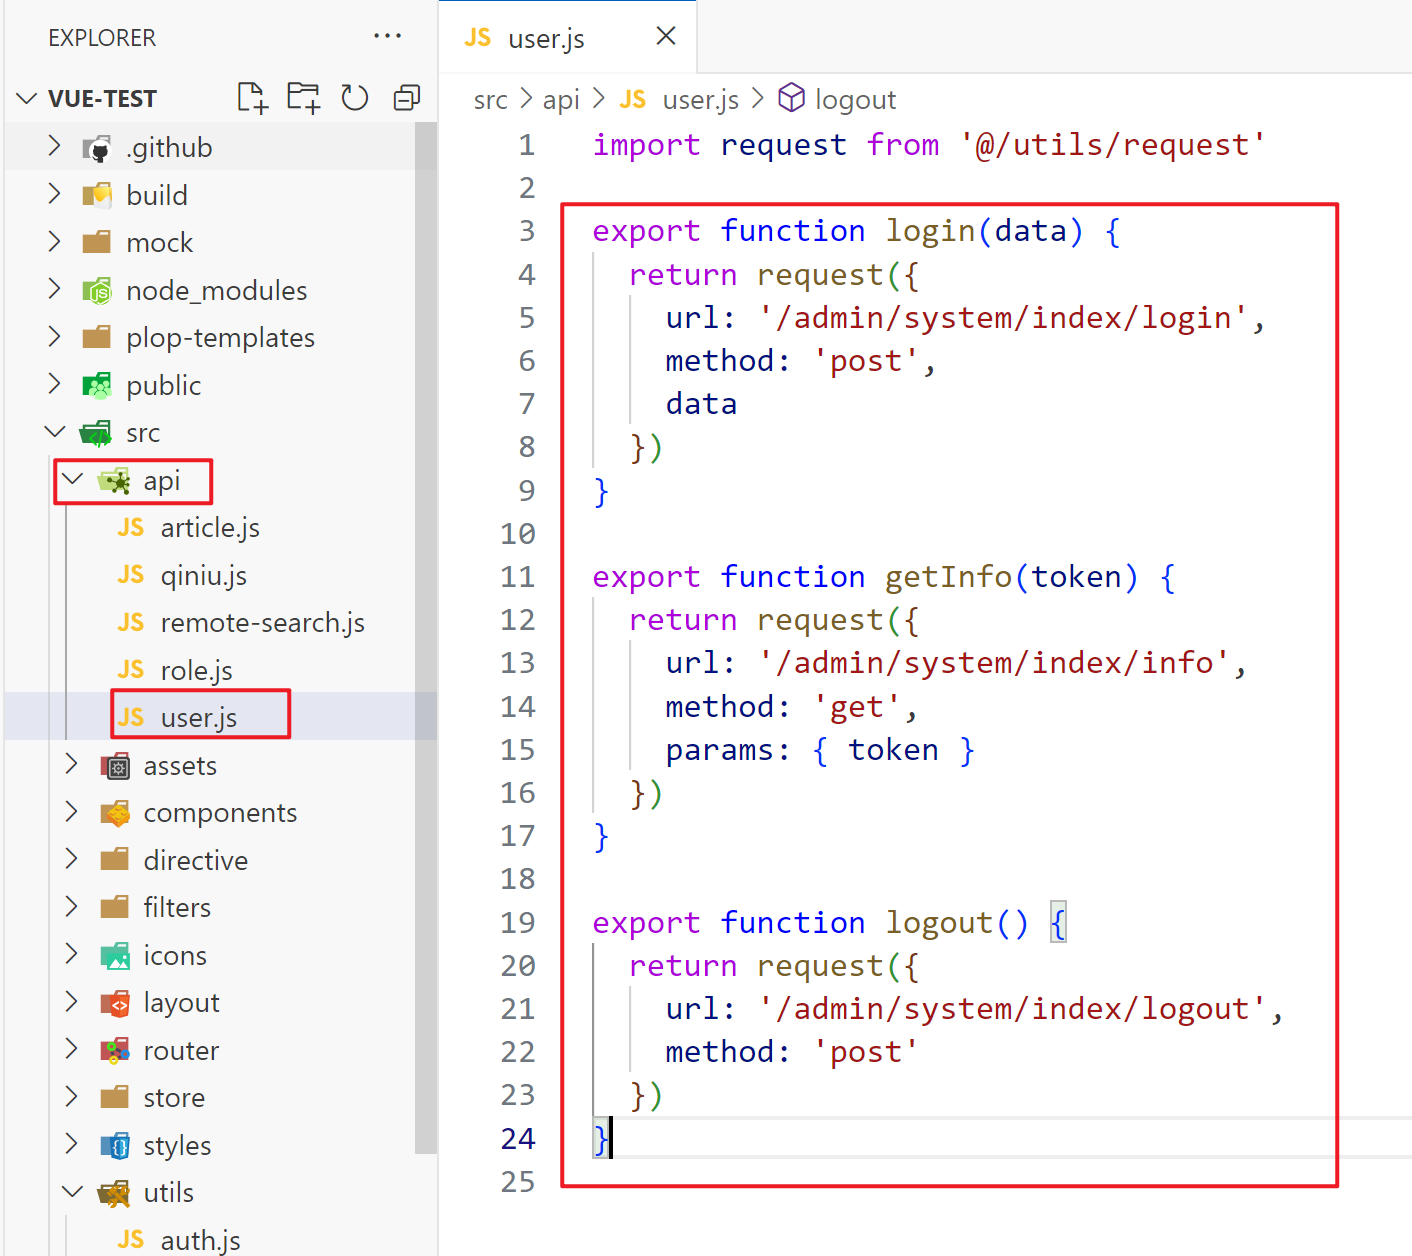 EXPLORER
VUE-TEST
.github
build
mock
node_modules
plop-templates
public
src
api
JS article.js
JS qiniu.js
JS remote-search.js
JS role.js
JS user.js
assets
components
directive
filters
icons
layout
router
store
styles
utils
JS auth.js
JS user.js
src > api > JS user.js > logout
1 import request from '@/utils/request'
2
3 export function login(data) {
4   return request({
5     url: '/admin/system/index/login',
6     method: 'post',
7     data
8   })
9 }
10
11 export function getInfo(token) {
12   return request({
13     url: '/admin/system/index/info',
14     method: 'get',
15     params: { token }
16   })
17 }
18
19 export function logout() {
20   return request({
21     url: '/admin/system/index/logout',
22     method: 'post'
23   })
24 }
25